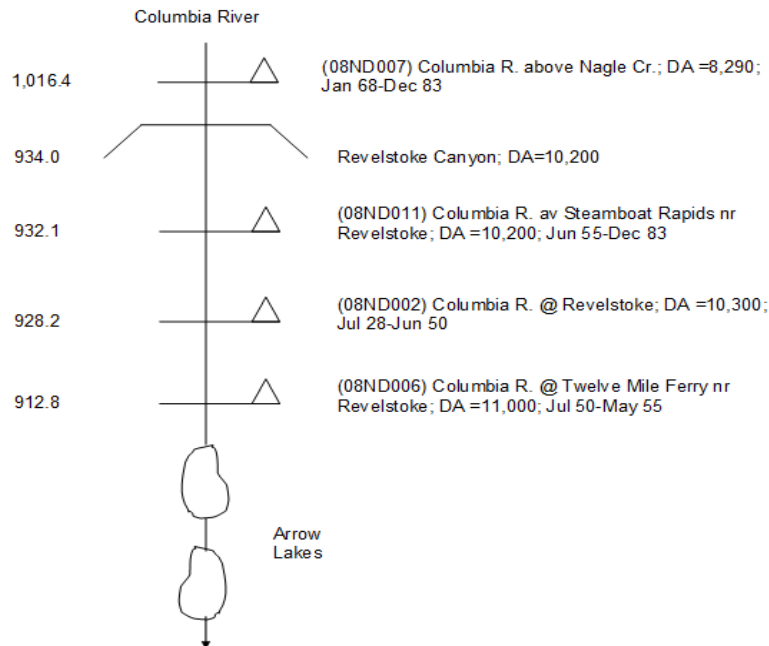 Columbia River
1,016.4
(08ND007) Columbia R. above Nagle Cr.; DA =8,290;
Jan 68-Dec 83
934.0
Revelstoke Canyon; DA=10,200
932.1
(08ND011) Columbia R. av Steamboat Rapids nr
Revelstoke; DA =10,200; Jun 55-Dec 83
928.2
(08ND002) Columbia R. @ Revelstoke; DA =10,300;
Jul 28-Jun 50
912.8
(08ND006) Columbia R. @ Twelve Mile Ferry nr
Revelstoke; DA =11,000; Jul 50-May 55
Arrow
Lakes